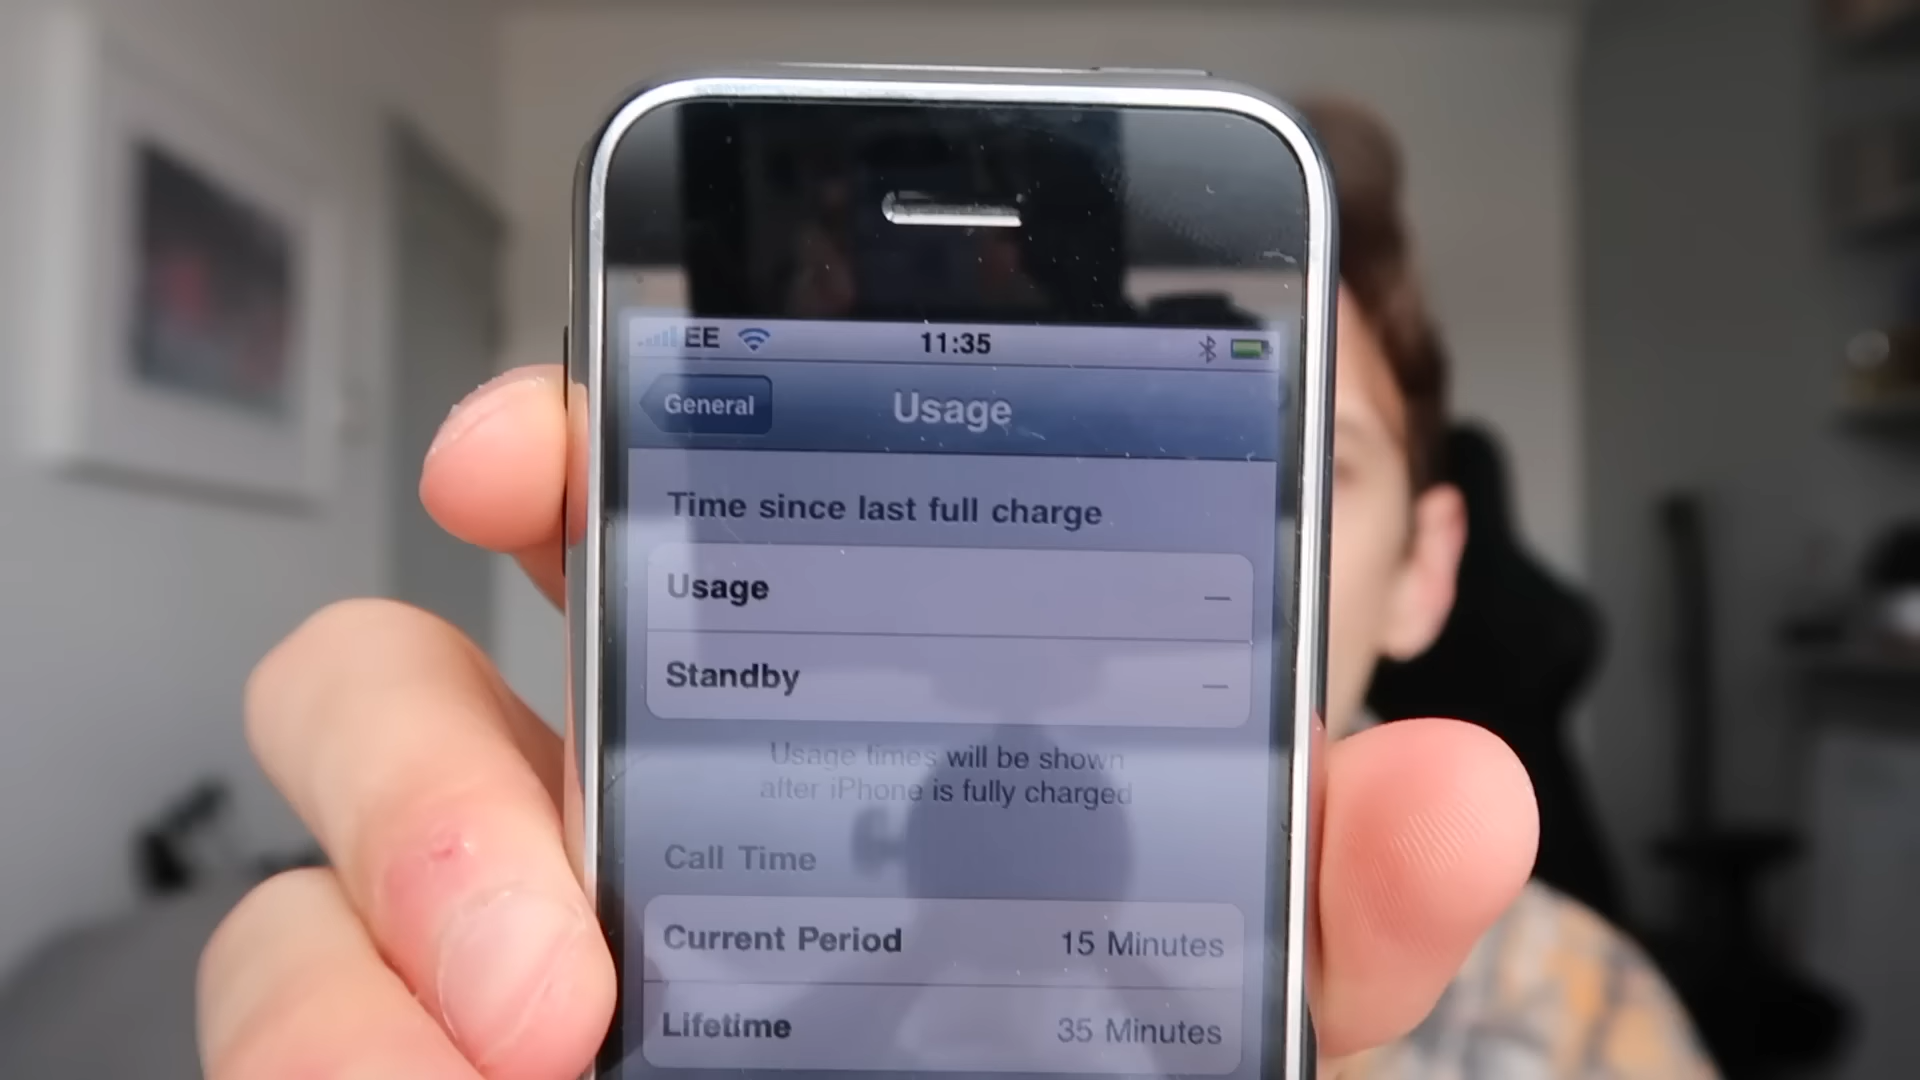 EE 11:35
General Usage
Time since last full charge
Usage —
Standby —
Usage times will be shown
after iPhone is fully charged
Call Time
Current Period 15 Minutes
Lifetime 35 Minutes